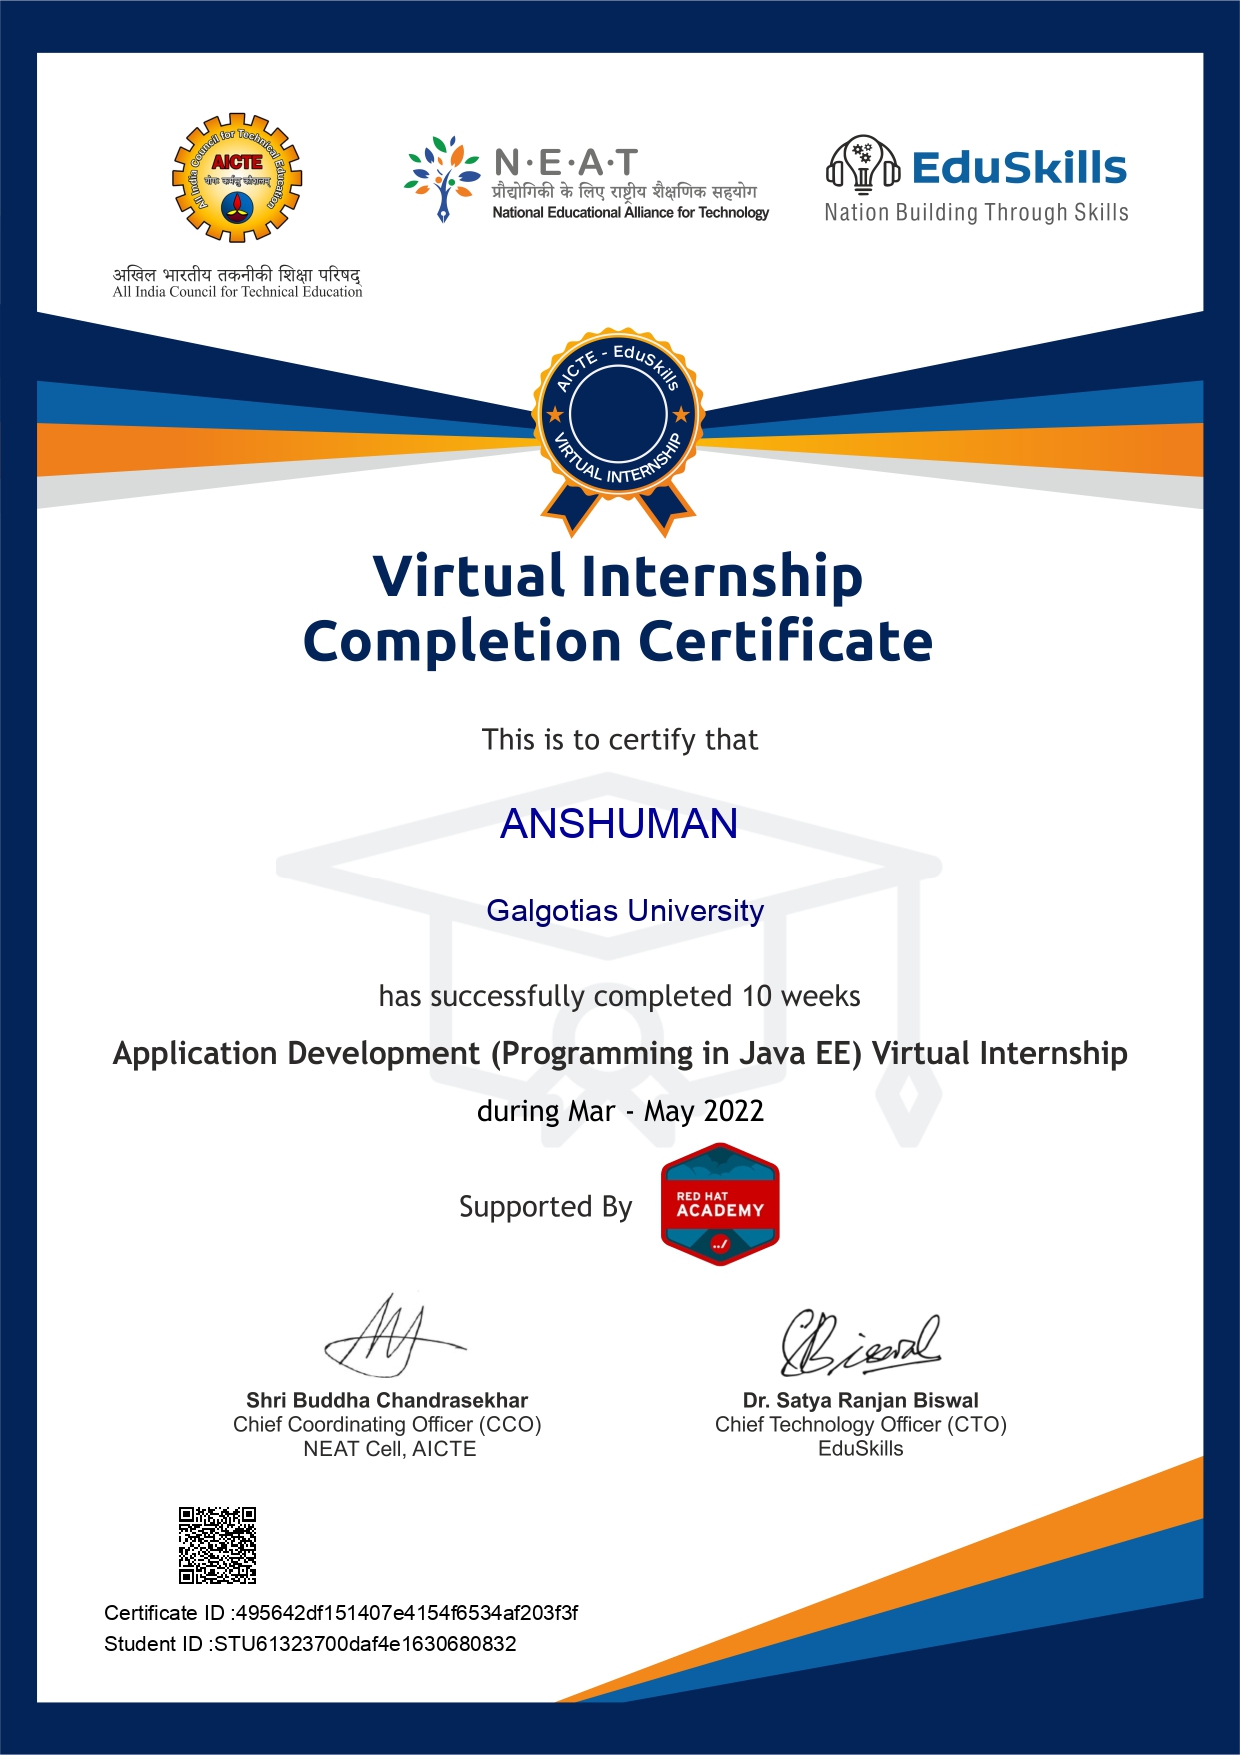 All India Council for Technical Education
AICTE
योगः कर्मसु कौशलम्
अखिल भारतीय तकनीकी शिक्षा परिषद्
All India Council for Technical Education
N·E·A·T
प्रौद्योगिकी के लिए राष्ट्रीय शैक्षणिक सहयोग
National Educational Alliance for Technology
EduSkills
Nation Building Through Skills
AICTE - EduSkills
VIRTUAL INTERNSHIP
Virtual Internship
Completion Certificate
This is to certify that
ANSHUMAN
Galgotias University
has successfully completed 10 weeks
Application Development (Programming in Java EE) Virtual Internship
during Mar - May 2022
Supported By
RED HAT
ACADEMY
Shri Buddha Chandrasekhar
Chief Coordinating Officer (CCO)
NEAT Cell, AICTE
SRBiswal
Dr. Satya Ranjan Biswal
Chief Technology Officer (CTO)
EduSkills
Certificate ID :495642df151407e4154f6534af203f3f
Student ID :STU61323700daf4e1630680832